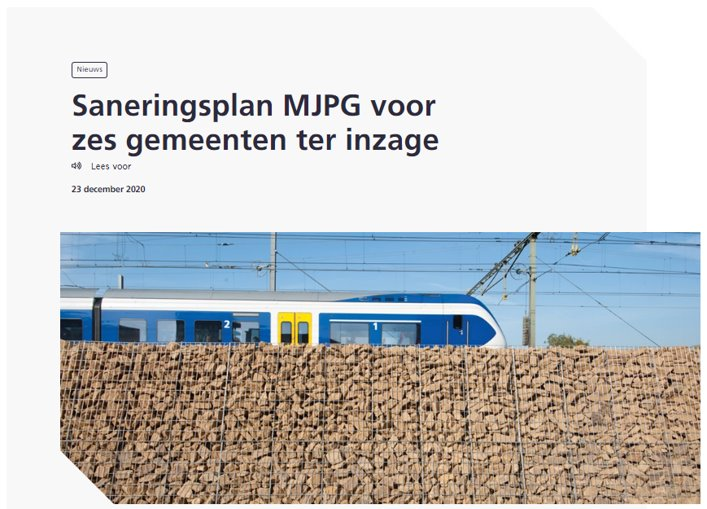 Nieuws
Saneringsplan MJPG voor
zes gemeenten ter inzage
Lees voor
23 december 2020
2
1